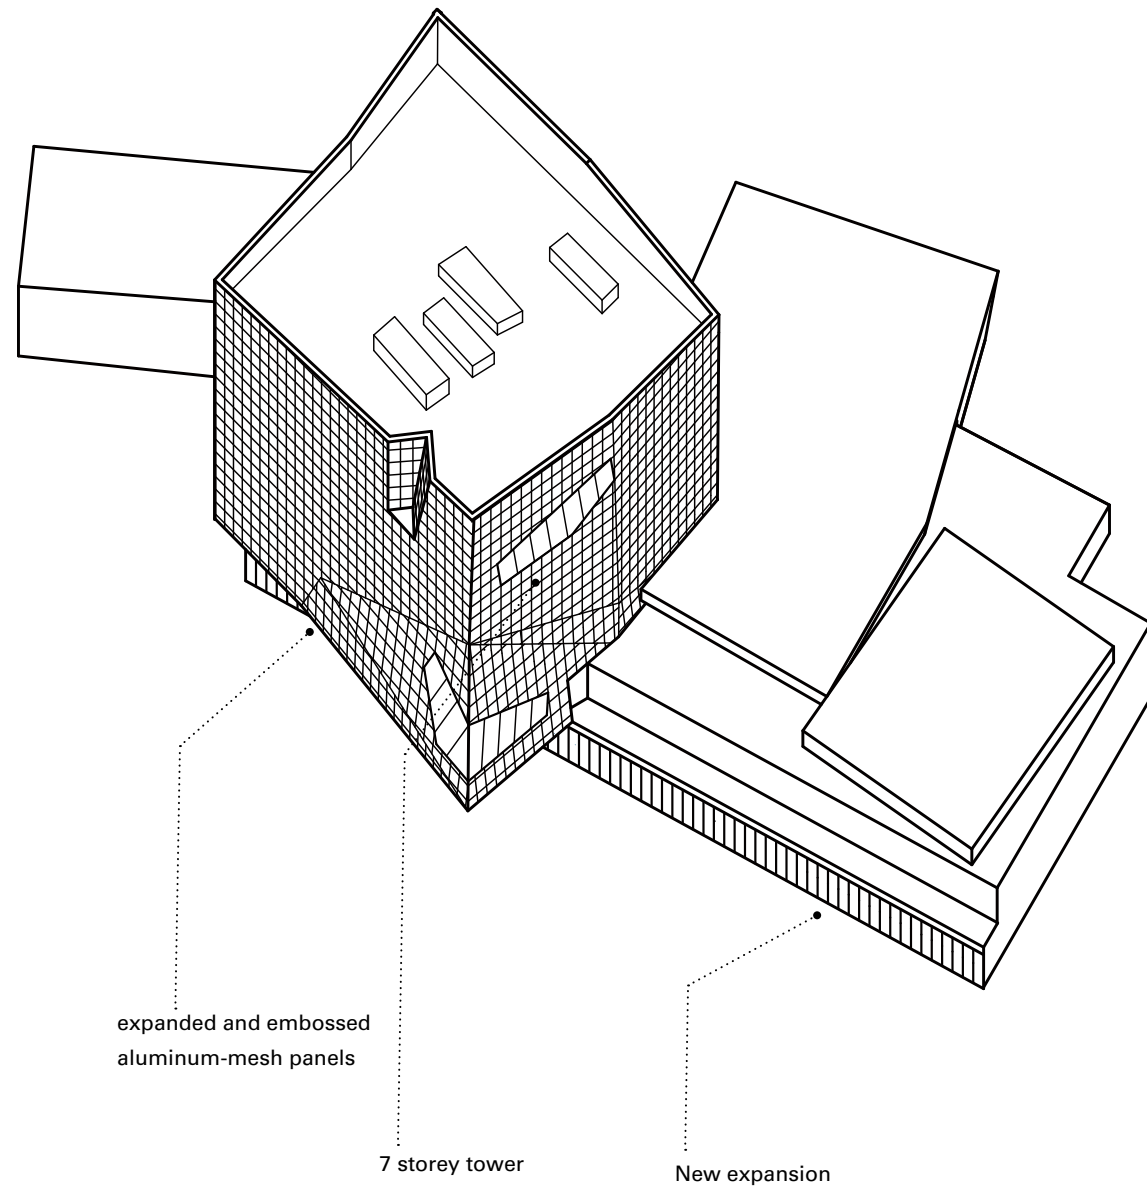 expanded and embossed
aluminum-mesh panels
7 storey tower
New expansion